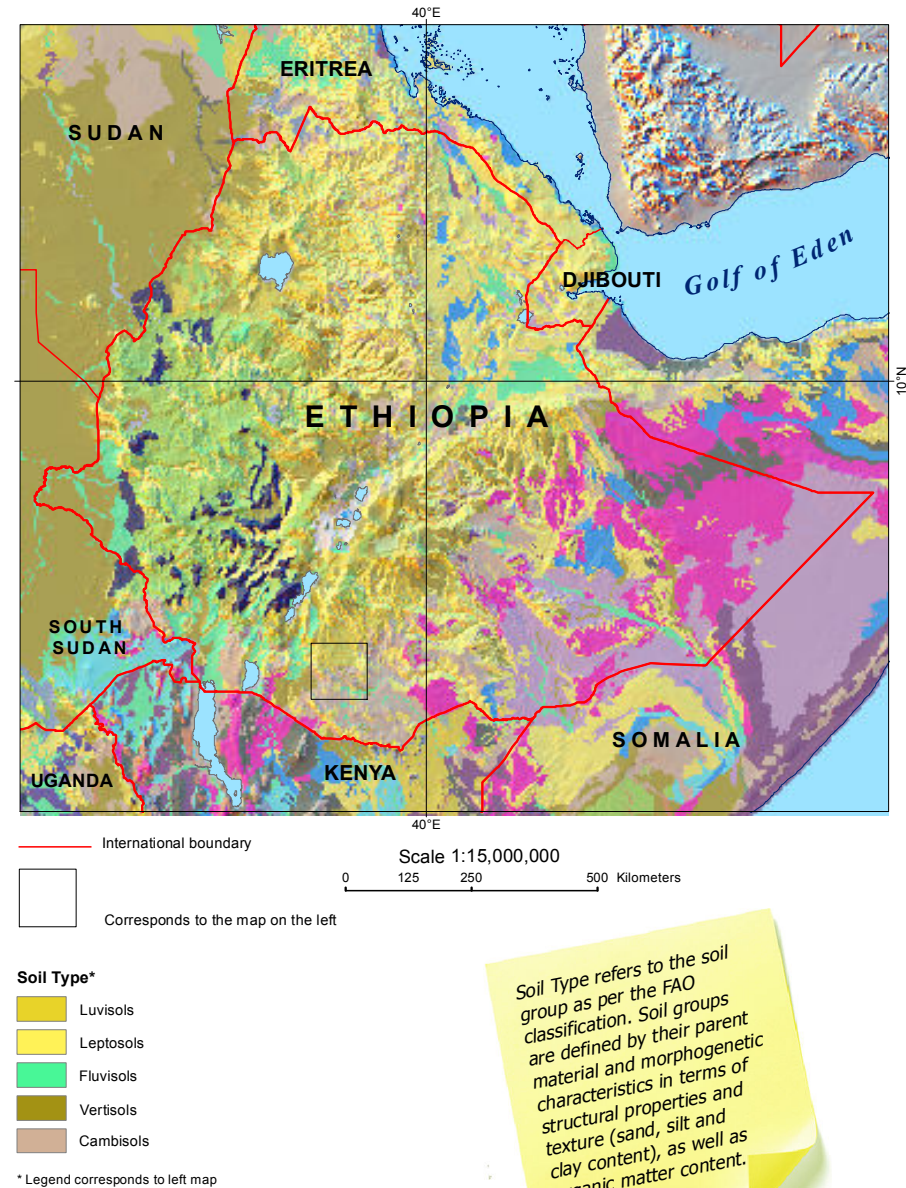 40°E
ERITREA
SUDAN
DJIBOUTI
Golf of Eden
10°N
ETHIOPIA
SOUTH
SUDAN
SOMALIA
UGANDA
KENYA
40°E
International boundary
Scale 1:15,000,000
0 125 250 500 Kilometers
Corresponds to the map on the left
Soil Type*
Luvisols
Leptosols
Fluvisols
Vertisols
Cambisols
* Legend corresponds to left map
Soil Type refers to the soil
group as per the FAO
classification. Soil groups
are defined by their parent
material and morphogenetic
characteristics in terms of
structural properties and
texture (sand, silt and
clay content), as well as
matter content.